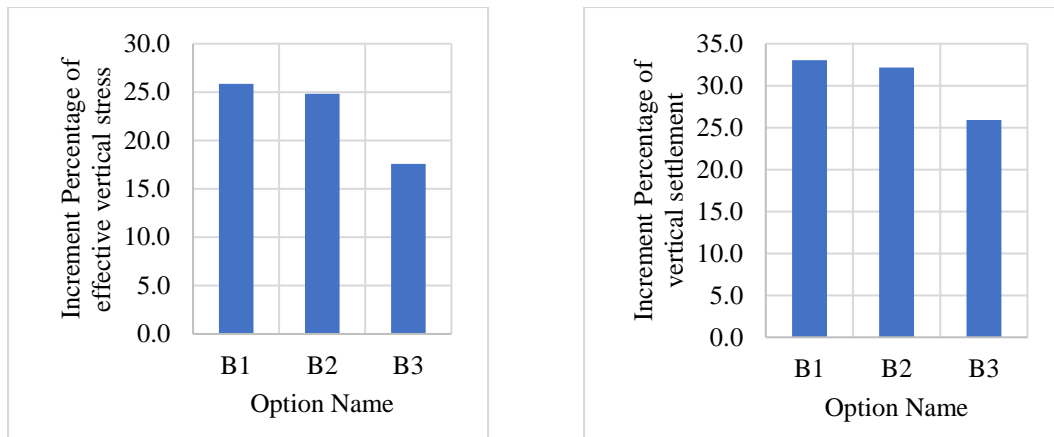 Increment Percentage of
effective vertical stress
30.0
25.0
20.0
15.0
10.0
5.0
0.0
B1 B2 B3
Option Name
Increment Percentage of
vertical settlement
35.0
30.0
25.0
20.0
15.0
10.0
5.0
0.0
B1 B2 B3
Option Name